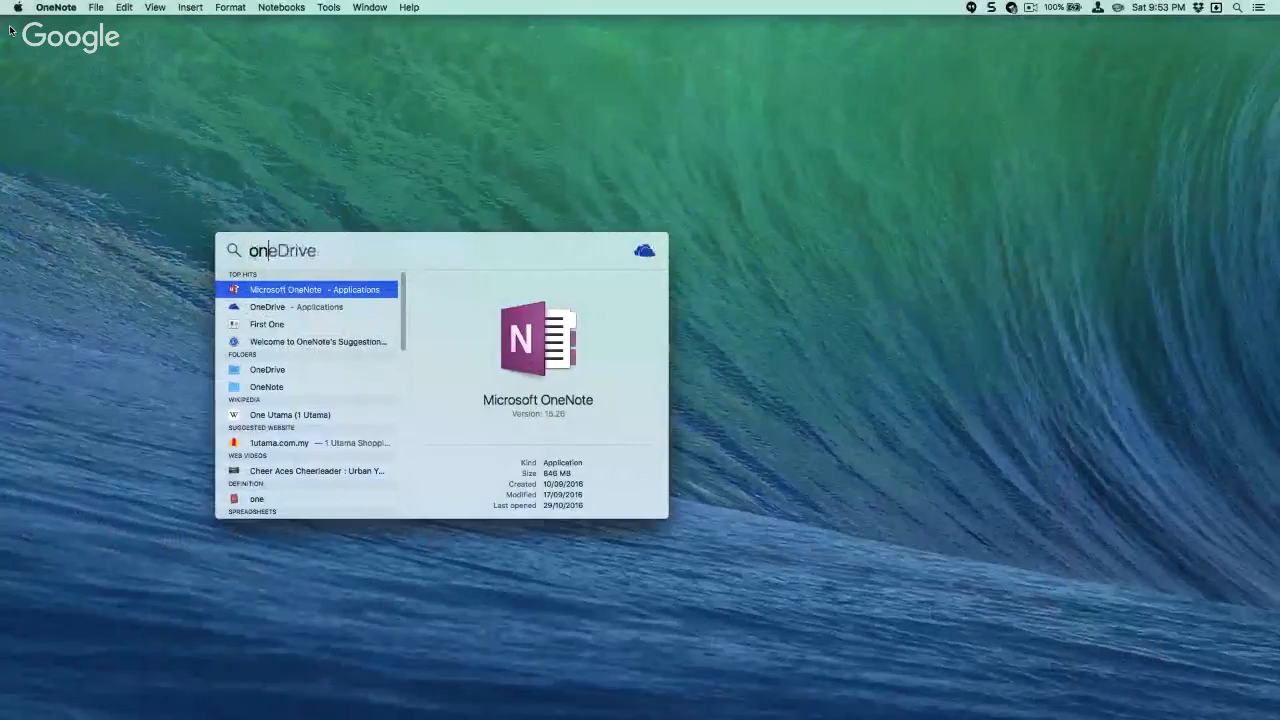 OneNote File Edit View Insert Format Notebooks Tools Window Help 100% Sat 9:53 PM
Google
oneDrive
TOP HITS
Microsoft OneNote - Applications
OneDrive - Applications
First One
Welcome to OneNote's Suggestion...
FOLDERS
OneDrive
OneNote
WIKIPEDIA
One Utama (1 Utama)
SUGGESTED WEBSITE
1utama.com.my — 1 Utama Shoppi...
WEB VIDEOS
Cheer Aces Cheerleader : Urban Y...
DEFINITION
one
SPREADSHEETS
N
Microsoft OneNote
Version: 15.26
Kind Application
Size 646 MB
Created 10/09/2016
Modified 17/09/2016
Last opened 29/10/2016